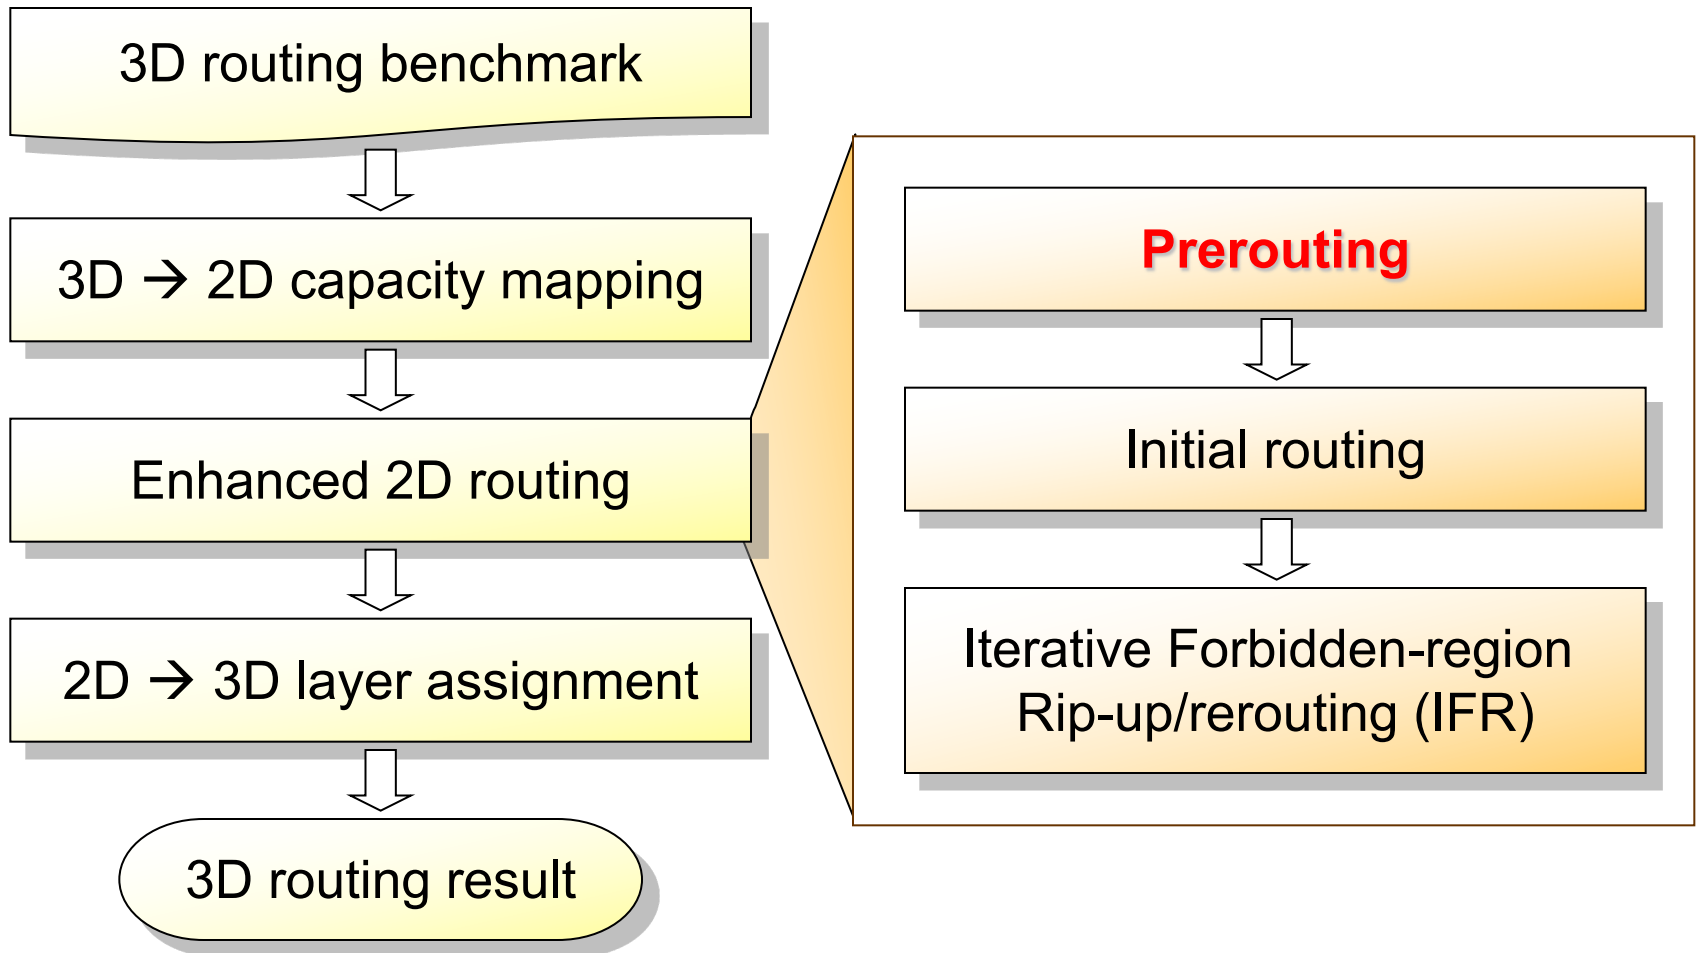 3D routing benchmark
3D → 2D capacity mapping
Enhanced 2D routing
2D → 3D layer assignment
3D routing result
Prerouting
Initial routing
Iterative Forbidden-region
Rip-up/rerouting (IFR)